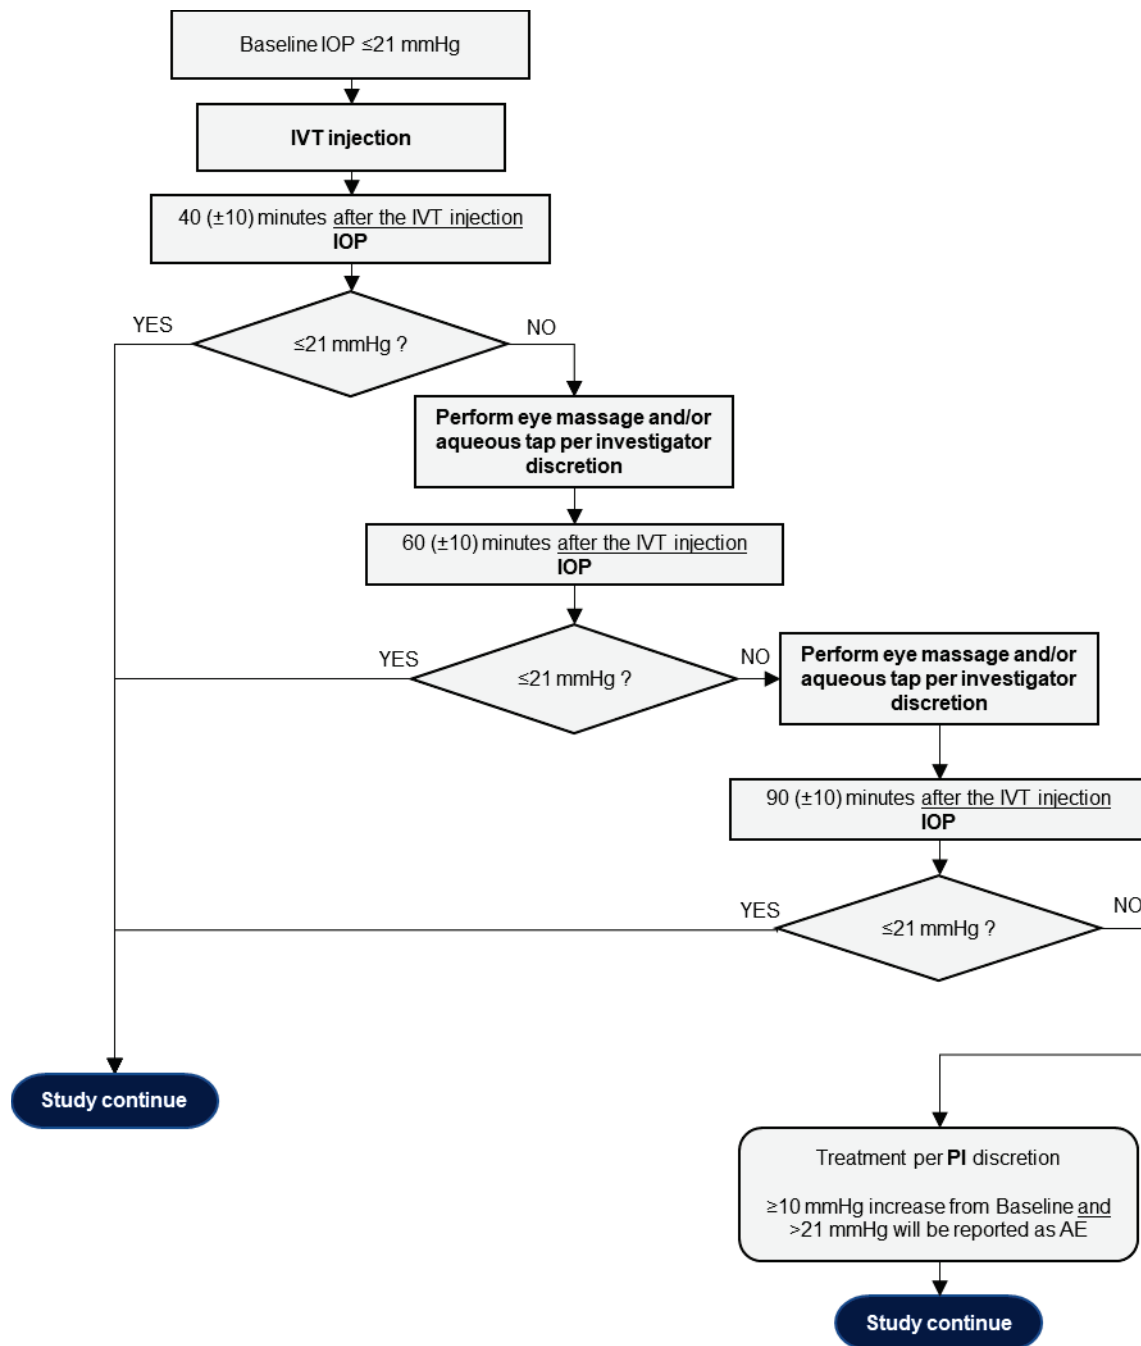 Baseline IOP ≤21 mmHg
IVT injection
40 (±10) minutes after the IVT injection
IOP
YES
NO
≤21 mmHg ?
Perform eye massage and/or
aqueous tap per investigator
discretion
60 (±10) minutes after the IVT injection
IOP
YES
NO
≤21 mmHg ?
Perform eye massage and/or
aqueous tap per investigator
discretion
90 (±10) minutes after the IVT injection
IOP
YES
NO
≤21 mmHg ?
Study continue
Treatment per PI discretion
≥10 mmHg increase from Baseline and
>21 mmHg will be reported as AE
Study continue